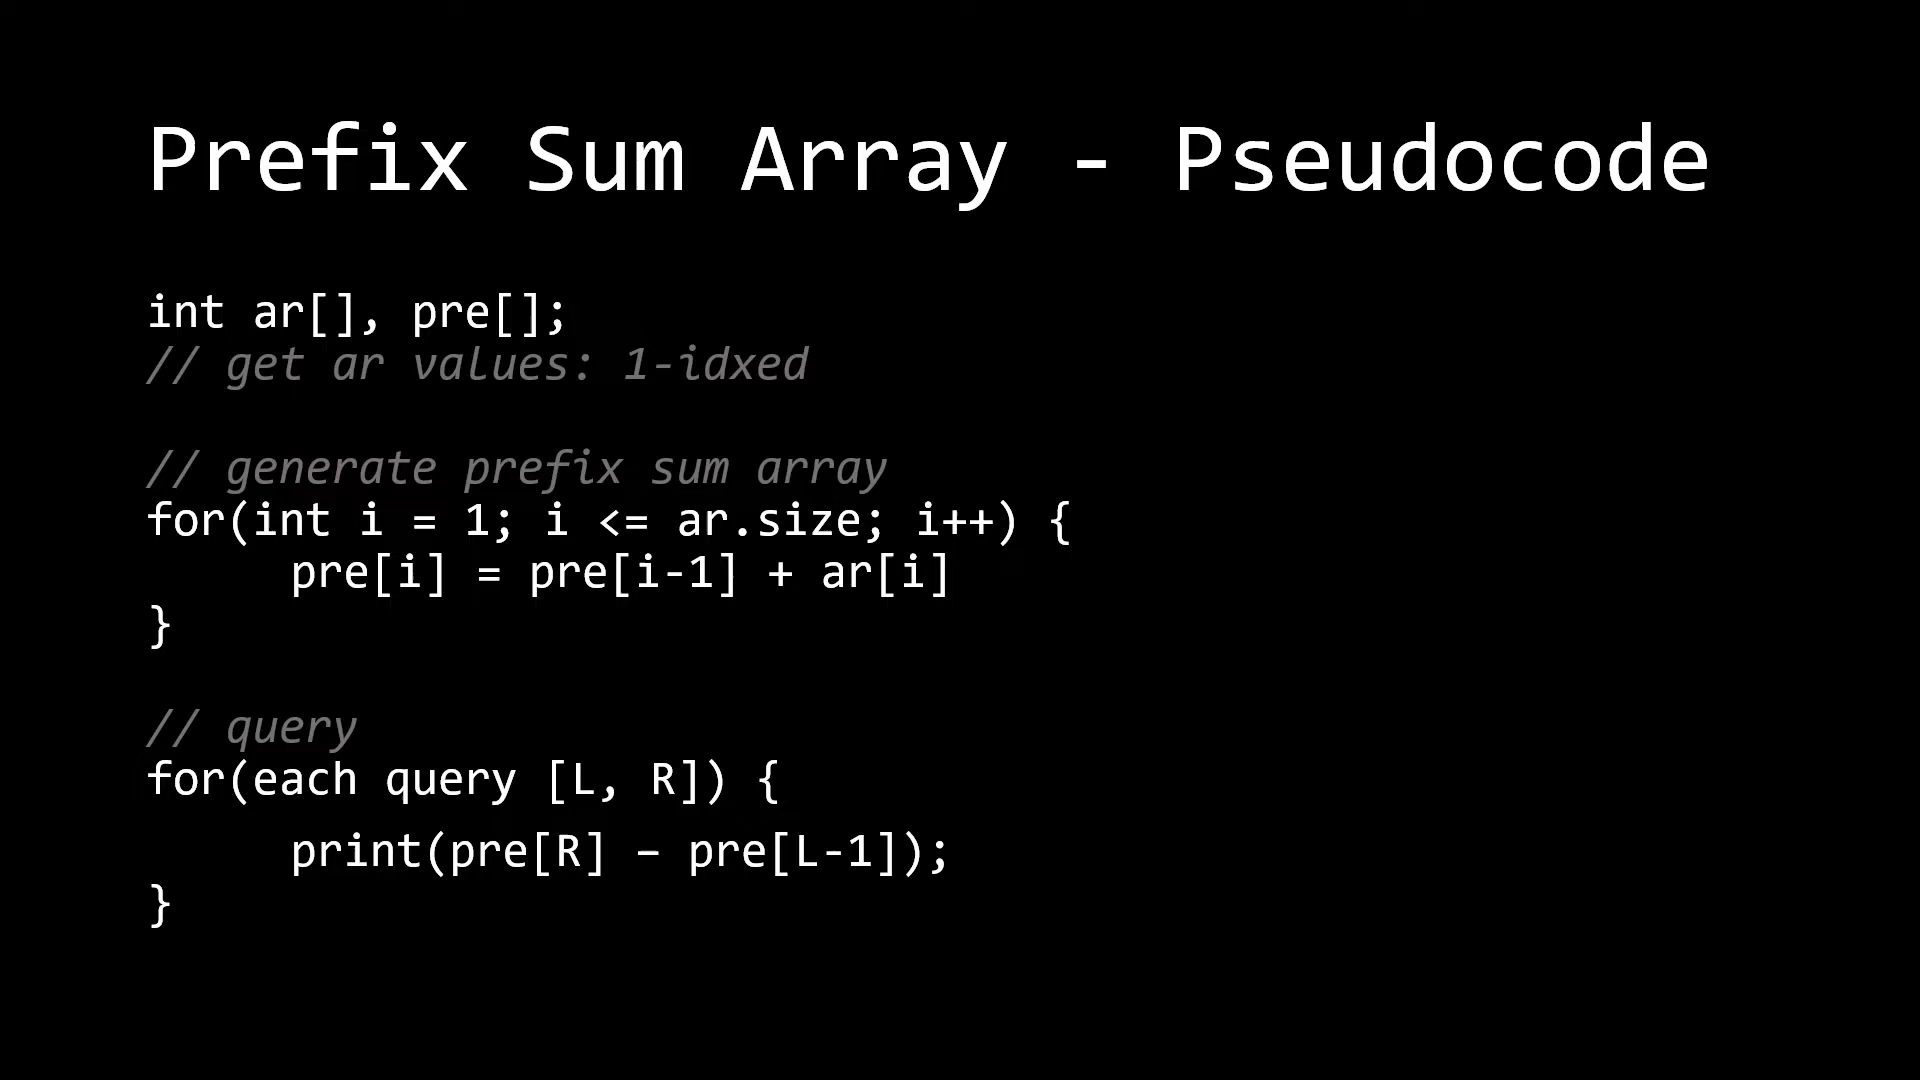 Prefix Sum Array - Pseudocode
int ar[], pre[];
// get ar values: 1-idxed
// generate prefix sum array
for(int i = 1; i <= ar.size; i++) {
pre[i] = pre[i-1] + ar[i]
}
// query
for(each query [L, R]) {
print(pre[R] – pre[L-1]);
}